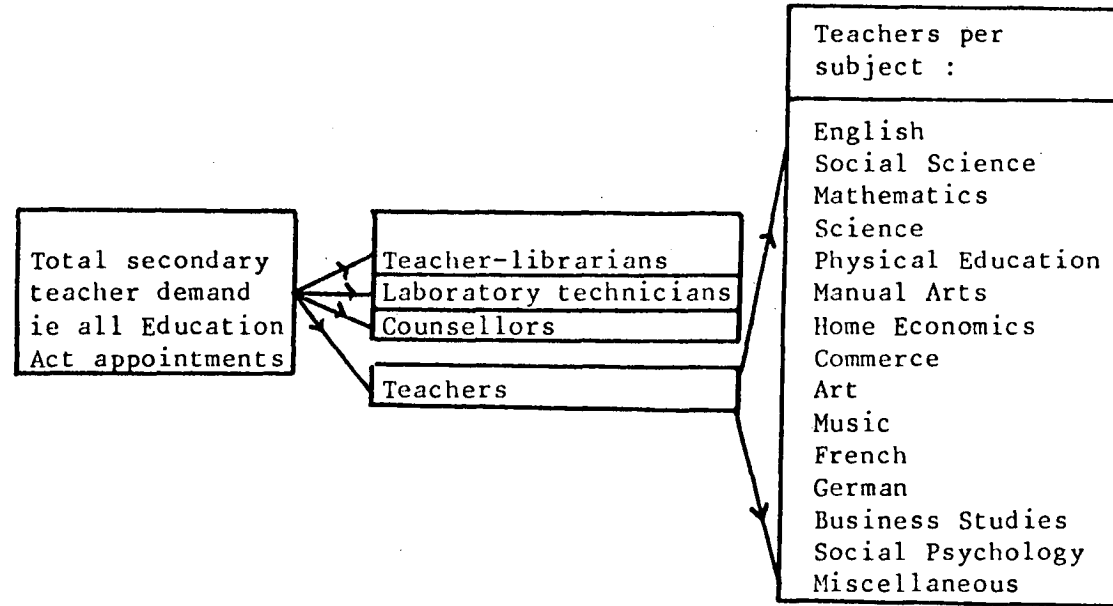 Total secondary
teacher demand
ie all Education
Act appointments
Teacher-librarians
Laboratory technicians
Counsellors
Teachers
Teachers per
subject :
English
Social Science
Mathematics
Science
Physical Education
Manual Arts
Home Economics
Commerce
Art
Music
French
German
Business Studies
Social Psychology
Miscellaneous